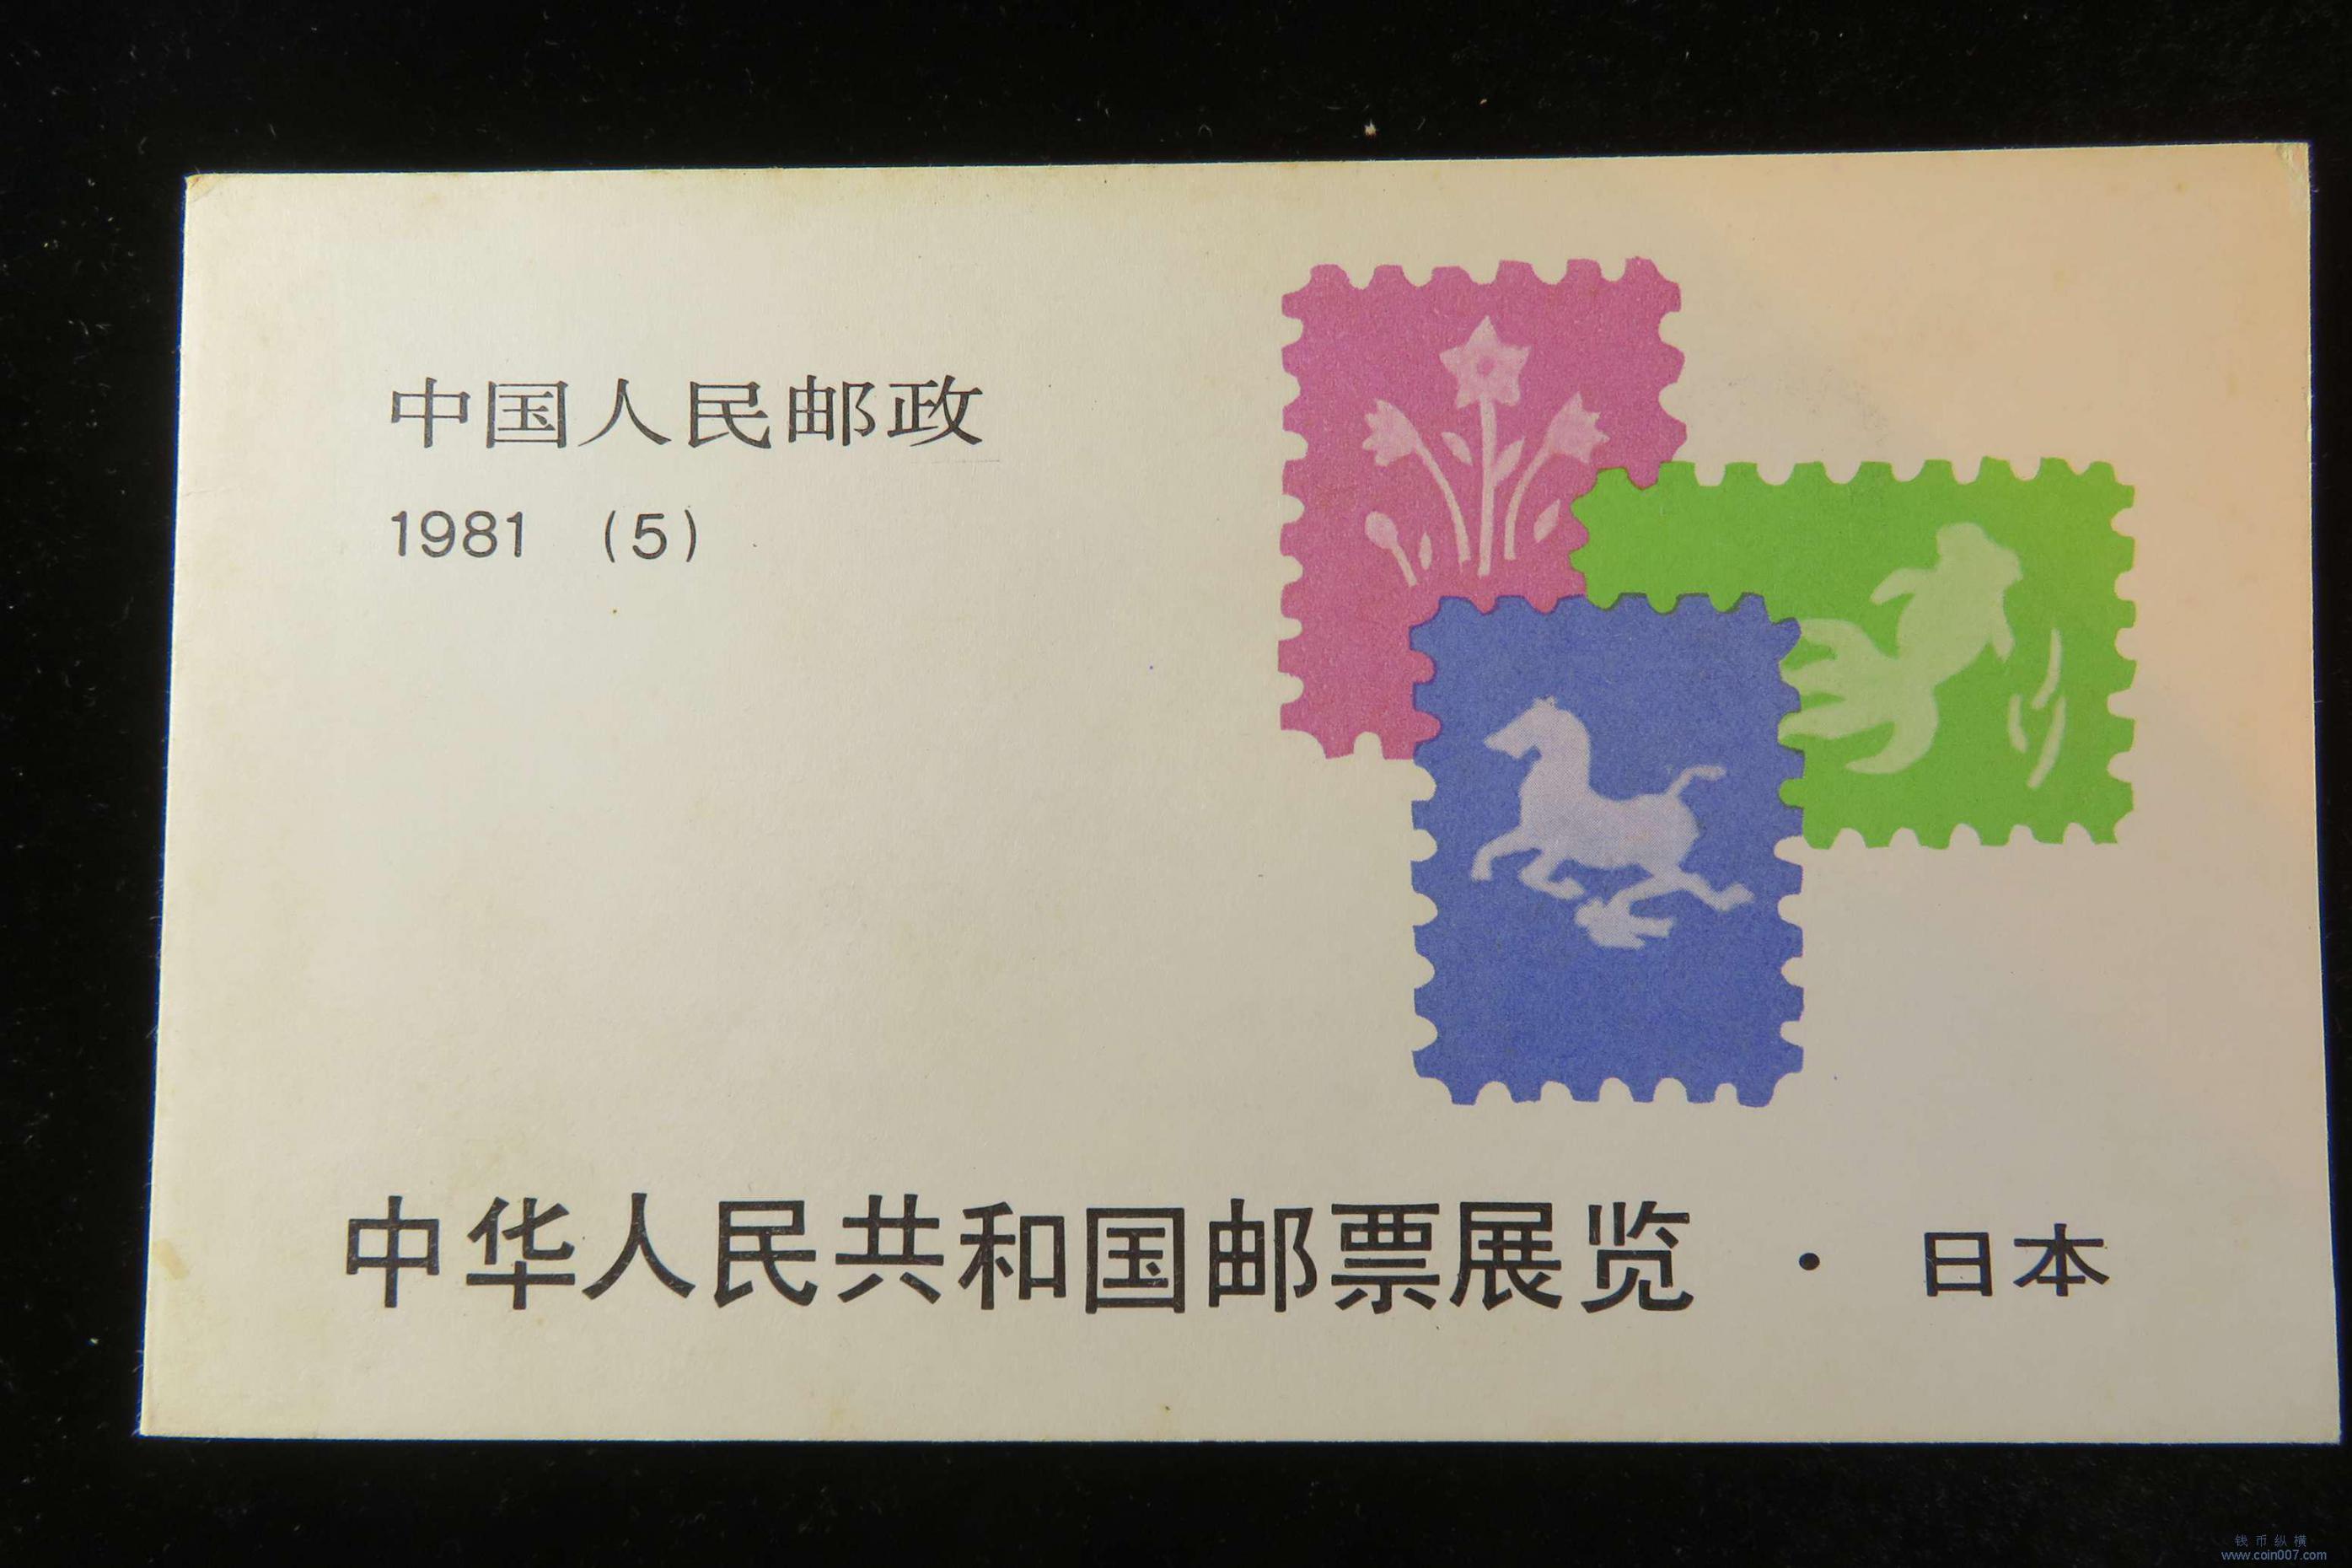 中国人民邮政
1981 (5)
中华人民共和国邮票展览 · 日本
钱币纵横
www.coin007.com